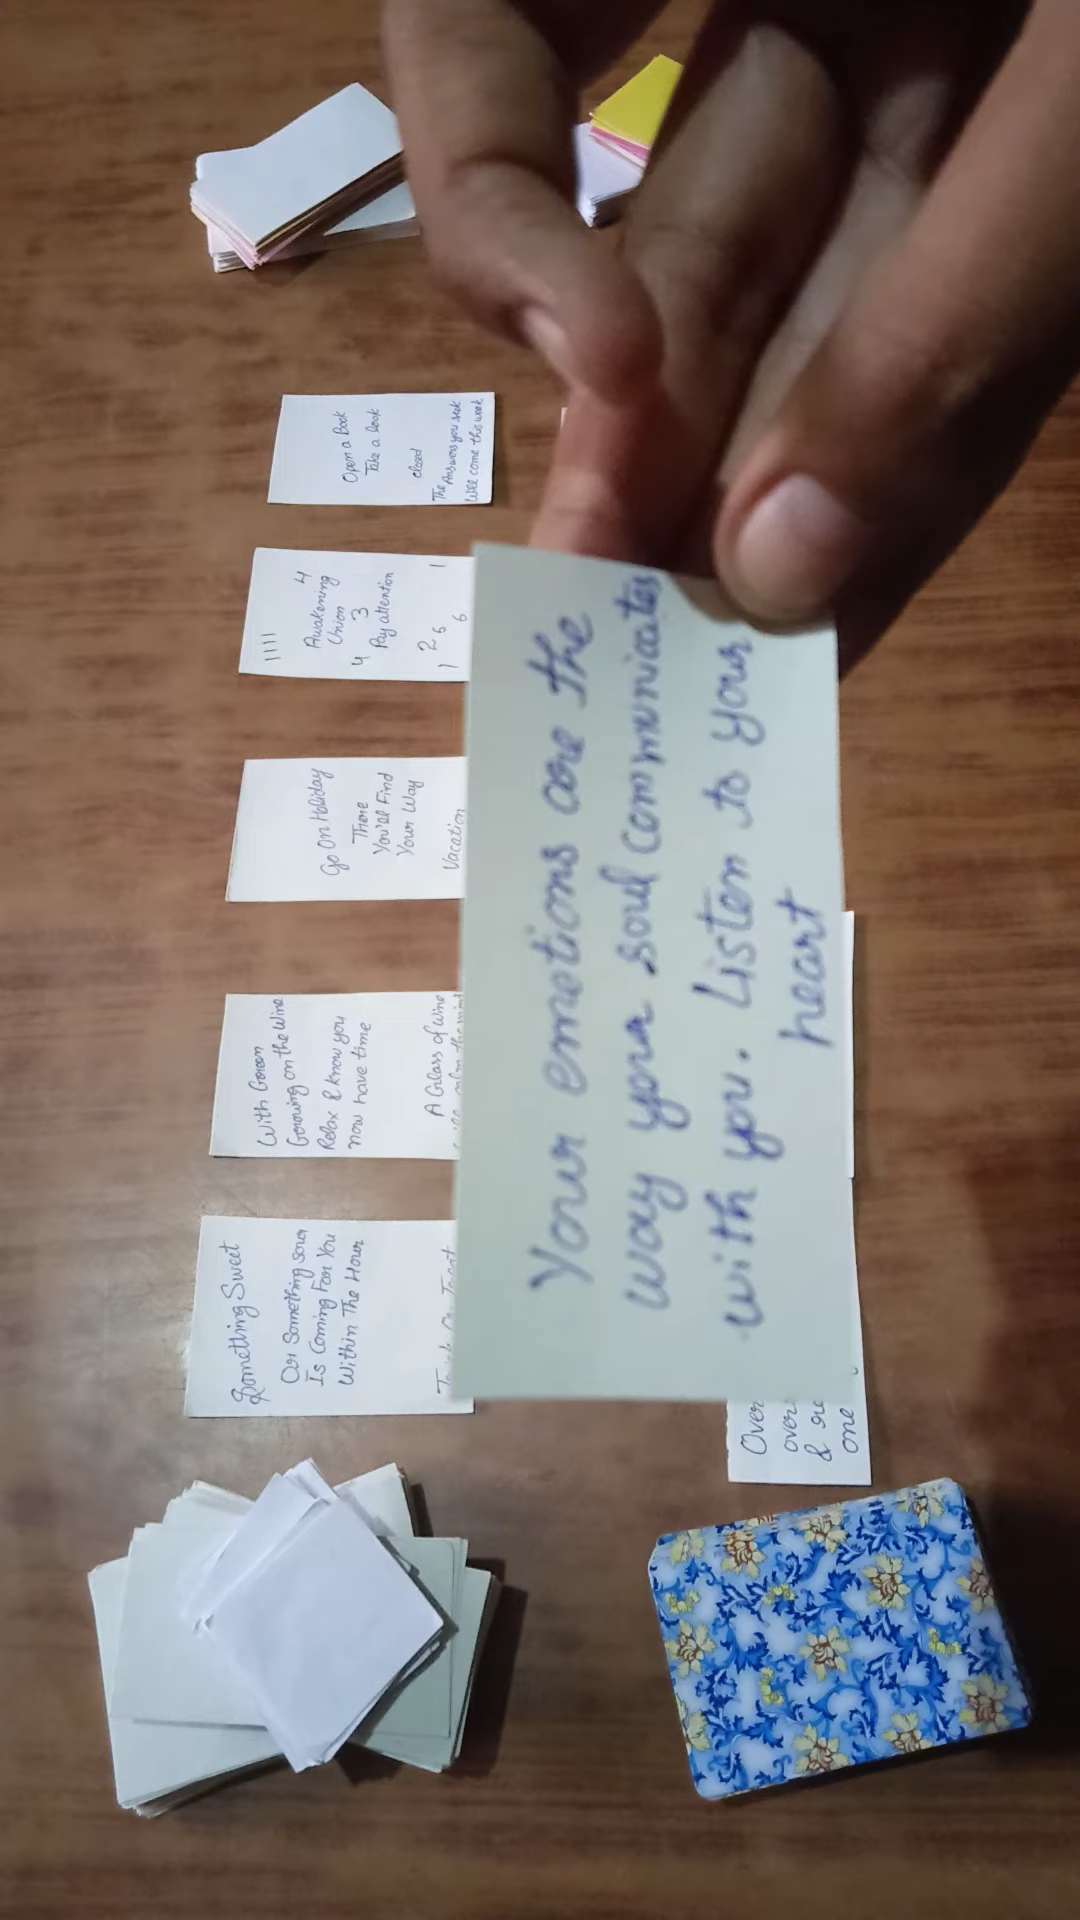 Your emotions are the
way your soul communicates
with you. Listen to your
heart
Open a Book
Take a look
closed
The Answers you seek
Will come this week
1111
4
Awakening
Union
4 3
Pay attention
1 2 5 6 1
Go On Holiday
There
You'll Find
Your Way
Vacation
With Green
Growing on the Wine
Relax & know you
now have time
A Glass of Wine
Something Sweet
Or Something sour
Is Coming For You
Within The Hour
Over
over
&
one